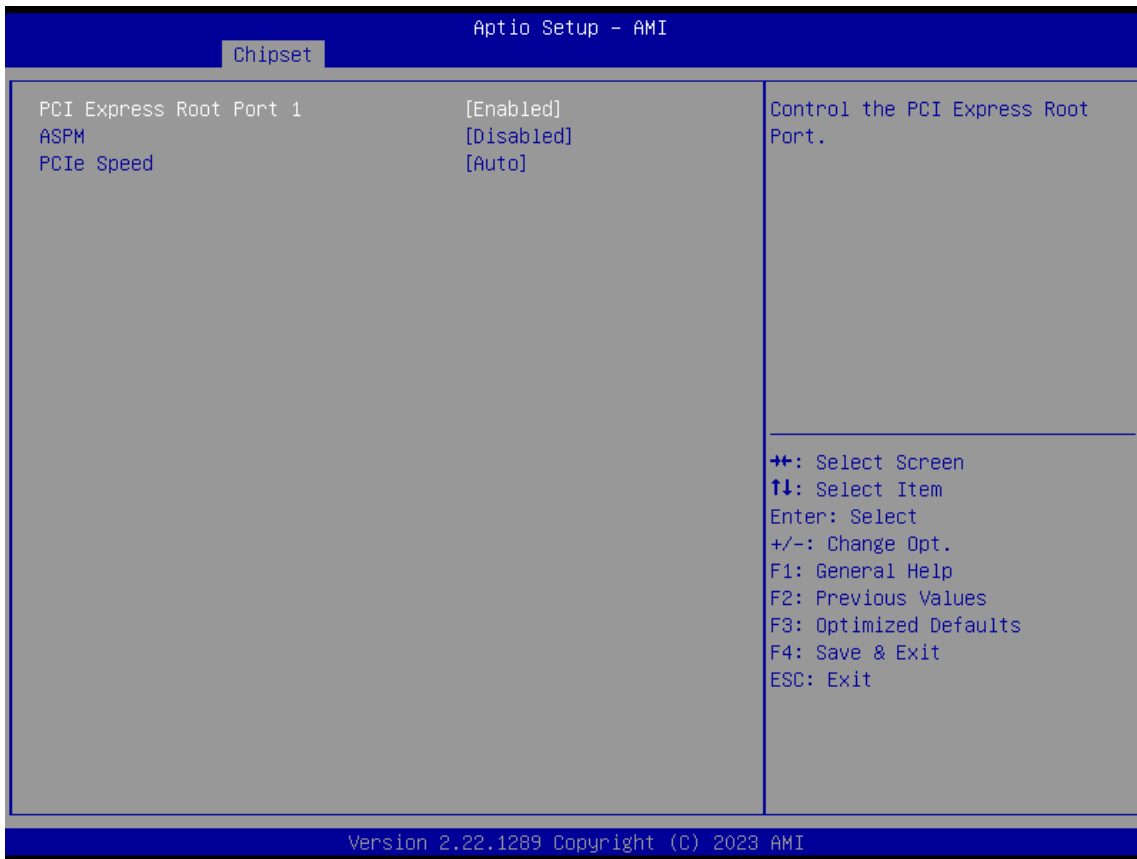 Aptio Setup – AMI
Chipset
PCI Express Root Port 1 [Enabled]
ASPM [Disabled]
PCIe Speed [Auto]
Control the PCI Express Root
Port.
→←: Select Screen
↑↓: Select Item
Enter: Select
+/-: Change Opt.
F1: General Help
F2: Previous Values
F3: Optimized Defaults
F4: Save & Exit
ESC: Exit
Version 2.22.1289 Copyright (C) 2023 AMI